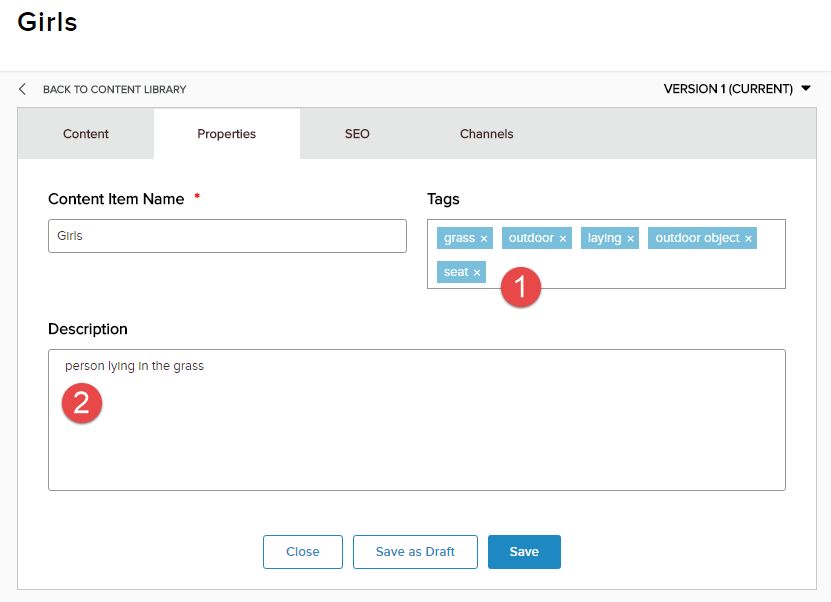 Girls
BACK TO CONTENT LIBRARY
VERSION 1 (CURRENT)
Content Properties SEO Channels
Content Item Name *
Girls
Tags
grass × outdoor × laying × outdoor object ×
seat ×
1
Description
person lying in the grass
2
Close Save as Draft Save